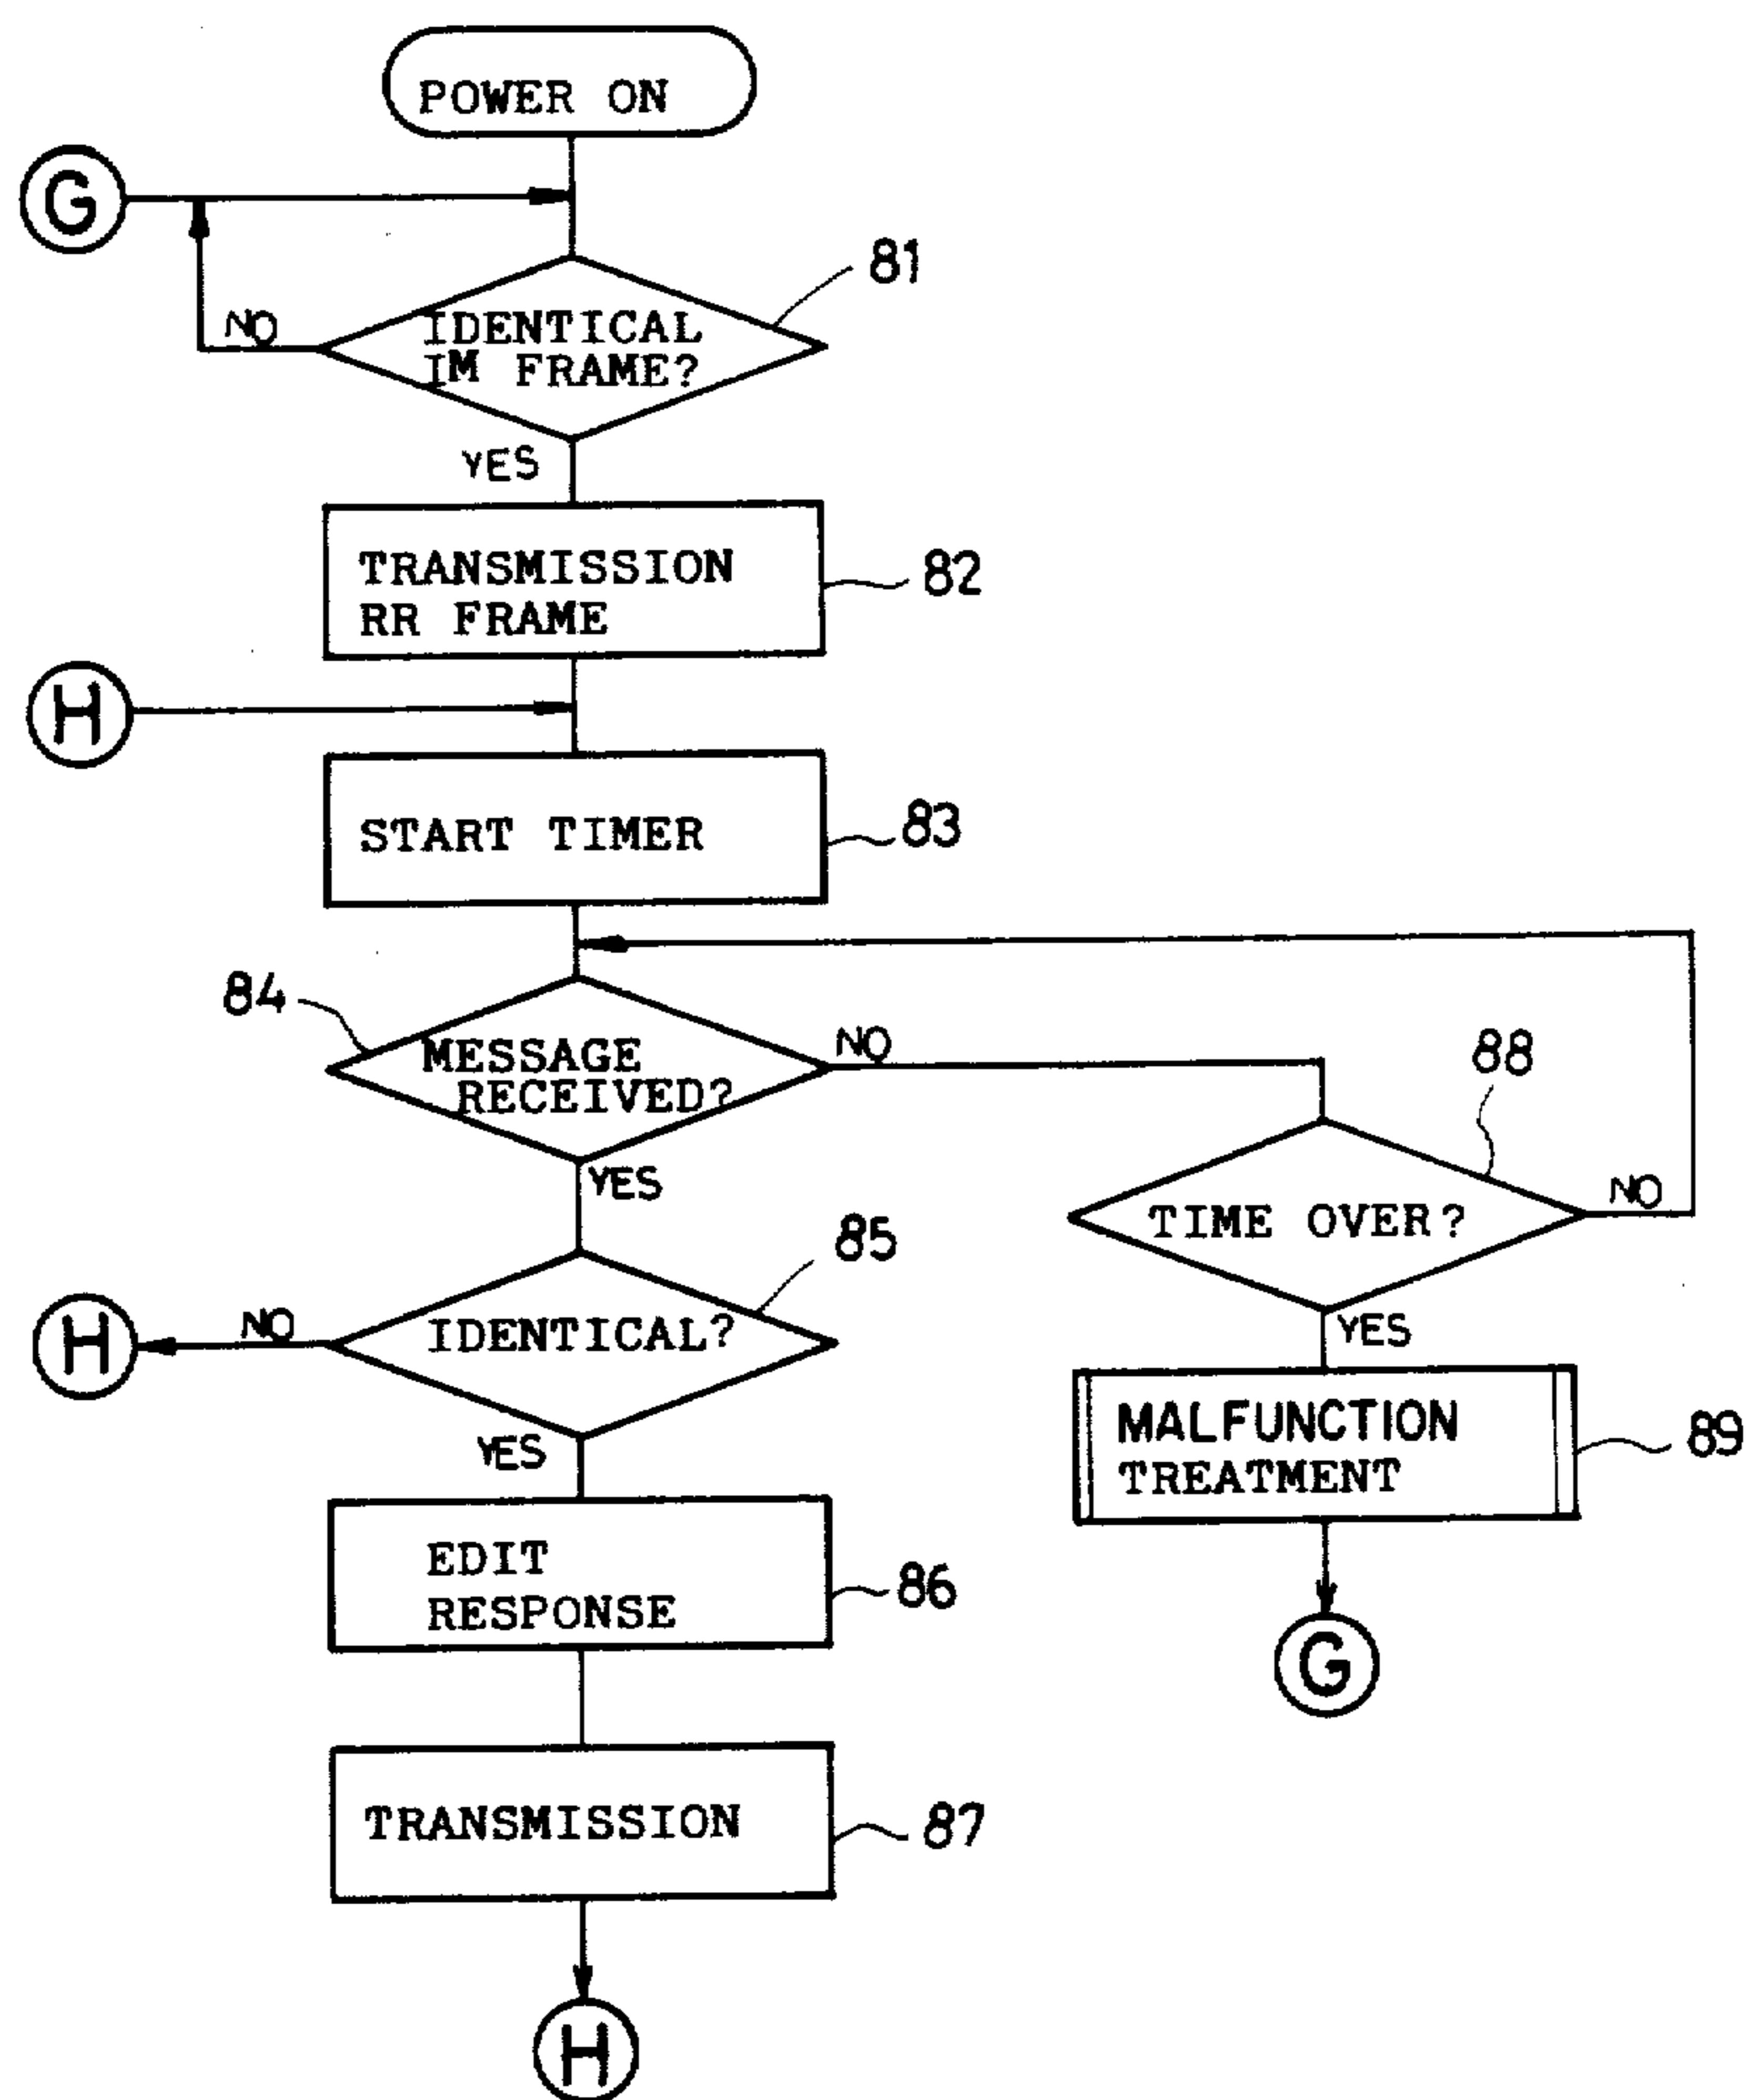 POWER ON
G
81
NO
IDENTICAL
IM FRAME?
YES
TRANSMISSION
RR FRAME
82
H
START TIMER
83
84
MESSAGE
RECEIVED?
NO
88
YES
TIME OVER?
NO
85
H
NO
IDENTICAL?
YES
YES
MALFUNCTION
TREATMENT
89
EDIT
RESPONSE
86
G
TRANSMISSION
87
H